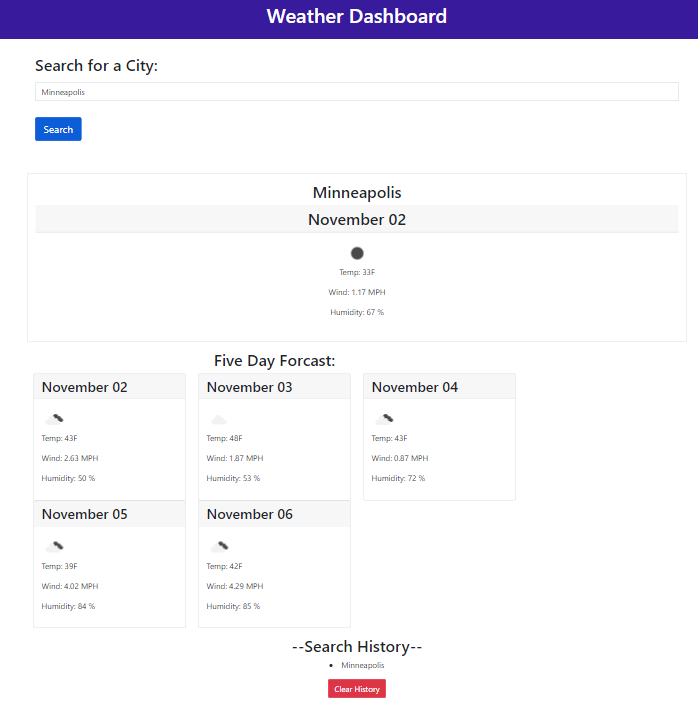 Weather Dashboard
Search for a City:
Minneapolis
Search
Minneapolis
November 02
Temp: 33F
Wind: 1.17 MPH
Humidity: 67 %
Five Day Forcast:
November 02
Temp: 43F
Wind: 2.63 MPH
Humidity: 50 %
November 03
Temp: 48F
Wind: 1.87 MPH
Humidity: 53 %
November 04
Temp: 43F
Wind: 0.87 MPH
Humidity: 72 %
November 05
Temp: 39F
Wind: 4.02 MPH
Humidity: 84 %
November 06
Temp: 42F
Wind: 4.29 MPH
Humidity: 85 %
--Search History--
• Minneapolis
Clear History